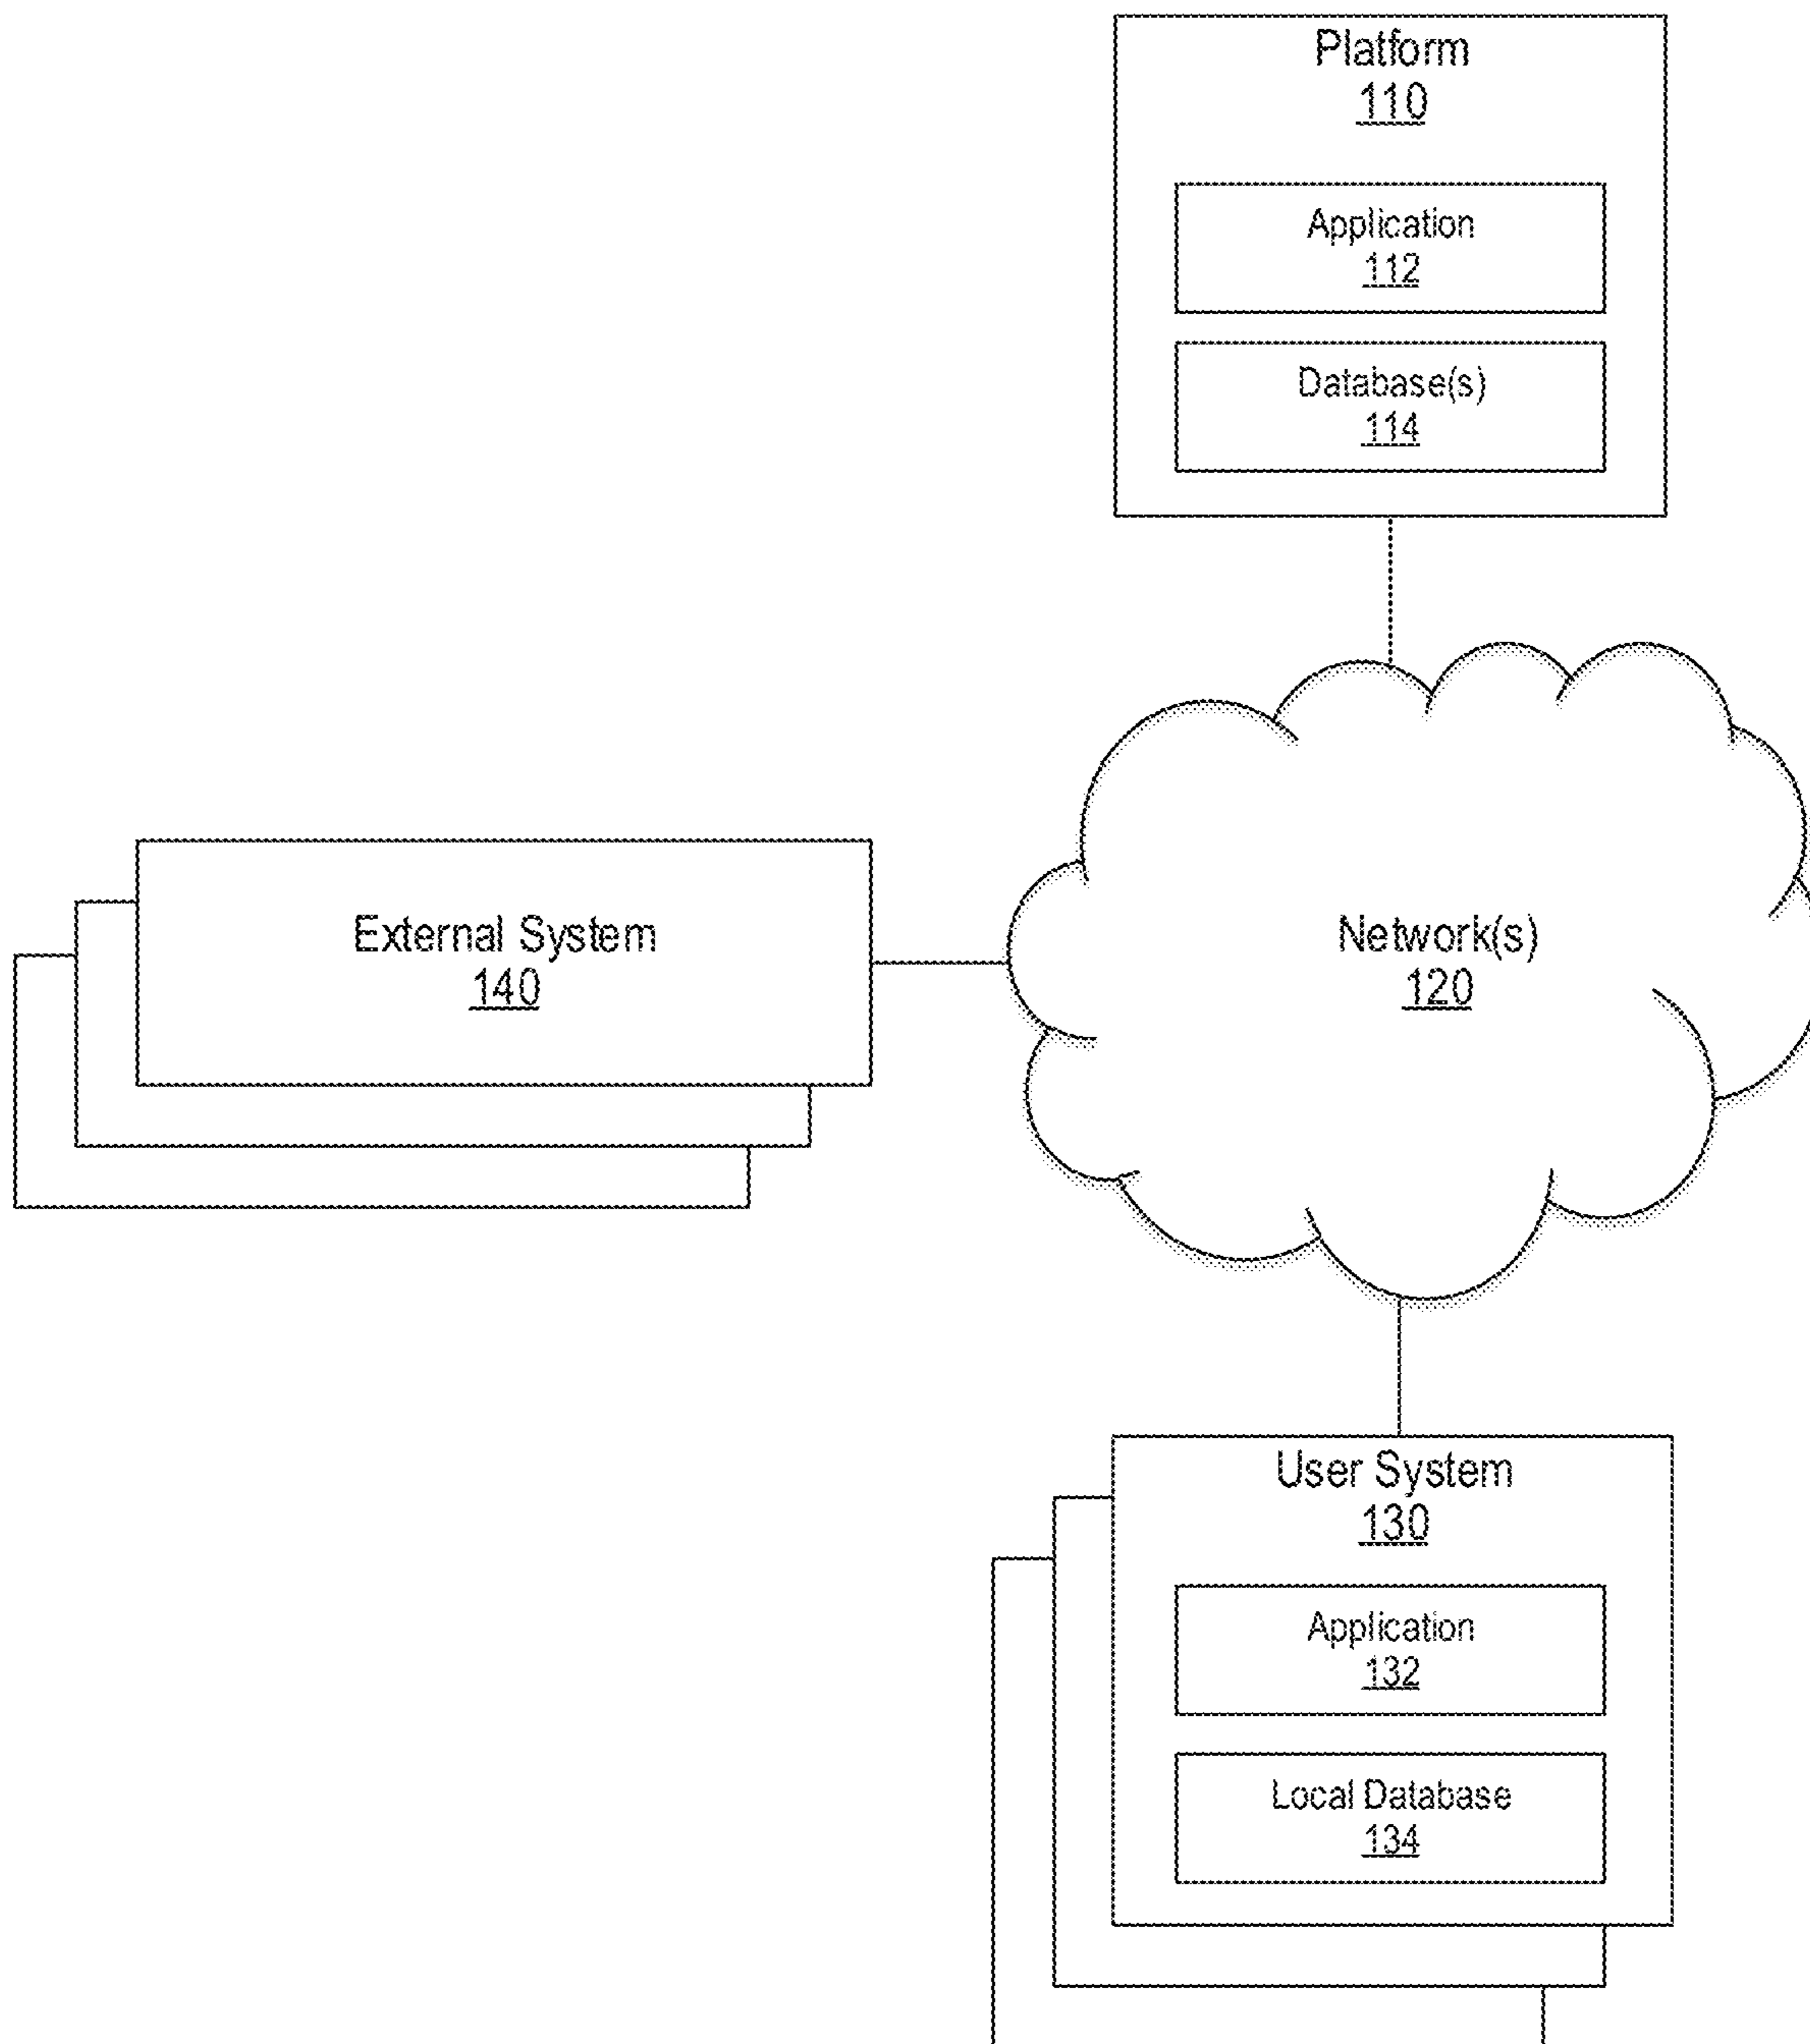 Platform
110
Application
112
Database(s)
114
External System
140
Network(s)
120
User System
130
Application
132
Local Database
134